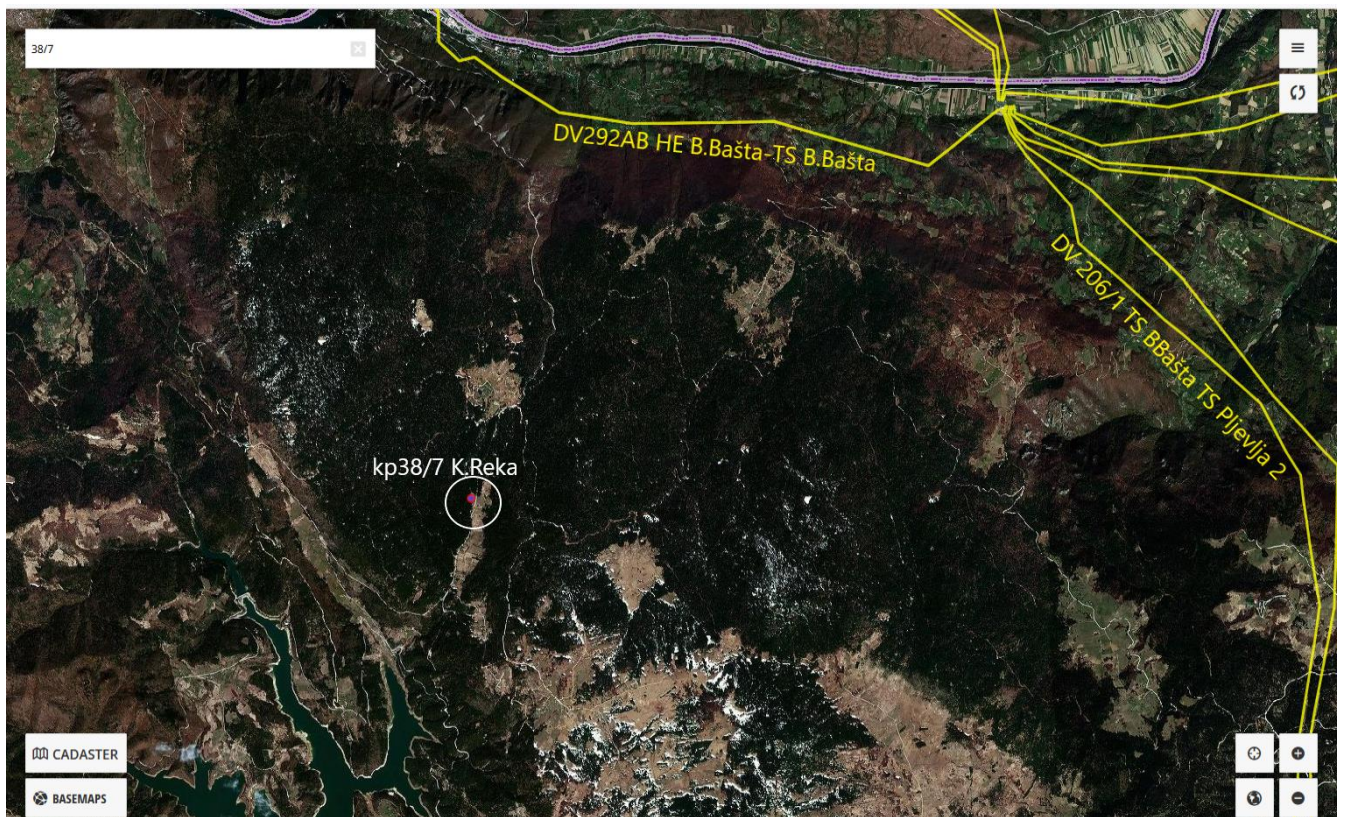 38/7
DV292AB HE B.Bašta-TS B.Bašta
DV 206/1 TS BBašta TS Pljevlja 2
kp38/7 K.Reka
CADASTER
BASEMAPS